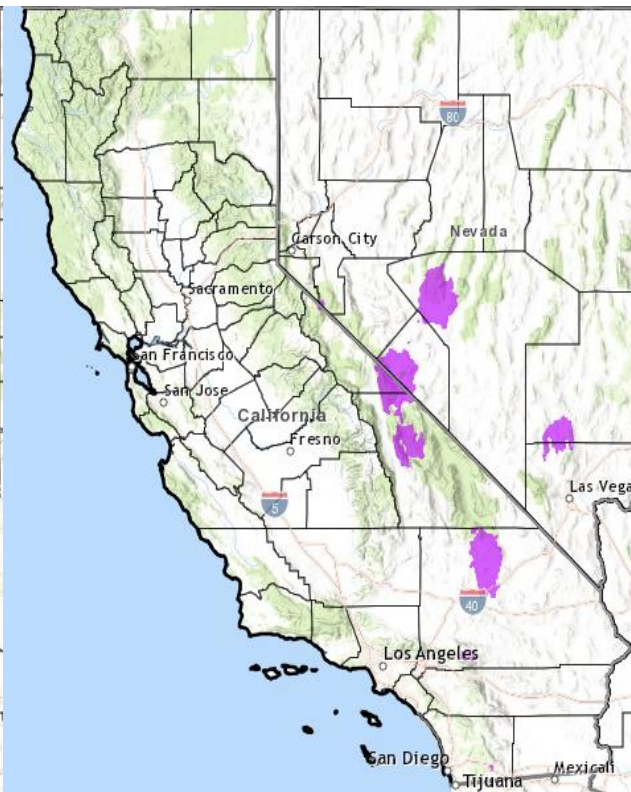 80
Nevada
Carson City
Sacramento
San Francisco
San Jose
California
Fresno
5
Las Vega
40
Los Angeles
San Diego
Mexicali
Tijuana